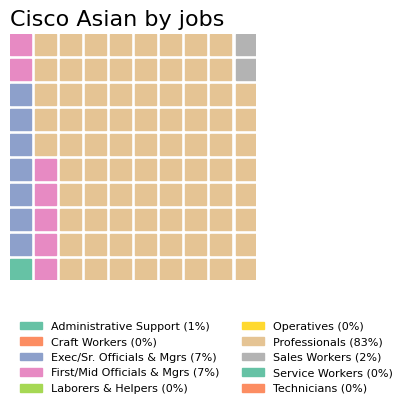 Cisco Asian by jobs
Administrative Support (1%)
Craft Workers (0%)
Exec/Sr. Officials & Mgrs (7%)
First/Mid Officials & Mgrs (7%)
Laborers & Helpers (0%)
Operatives (0%)
Professionals (83%)
Sales Workers (2%)
Service Workers (0%)
Technicians (0%)